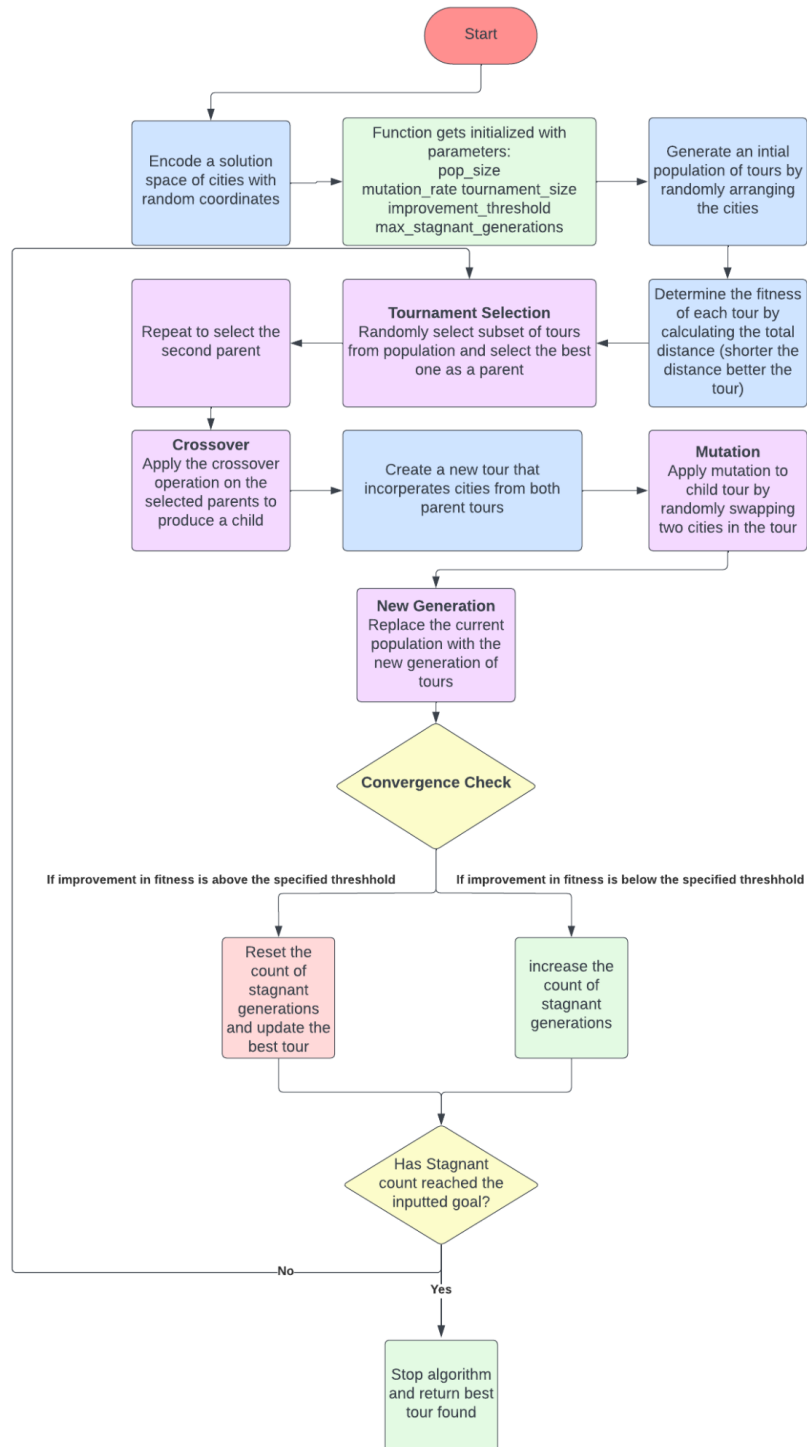 Start
Encode a solution
space of cities with
random coordinates
Function gets initialized with
parameters:
pop_size
mutation_rate tournament_size
improvement_threshold
max_stagnant_generations
Generate an intial
population of tours by
randomly arranging
the cities
Determine the fitness
of each tour by
calculating the total
distance (shorter the
distance better the
tour)
Tournament Selection
Randomly select subset of tours
from population and select the best
one as a parent
Repeat to select the
second parent
Crossover
Apply the crossover
operation on the
selected parents to
produce a child
Create a new tour that
incorperates cities from both
parent tours
Mutation
Apply mutation to
child tour by
randomly swapping
two cities in the tour
New Generation
Replace the current
population with the
new generation of
tours
Convergence Check
If improvement in fitness is above the specified threshhold
If improvement in fitness is below the specified threshhold
Reset the
count of
stagnant
generations
and update the
best tour
increase the
count of
stagnant
generations
Has Stagnant
count reached the
inputted goal?
No
Yes
Stop algorithm
and return best
tour found